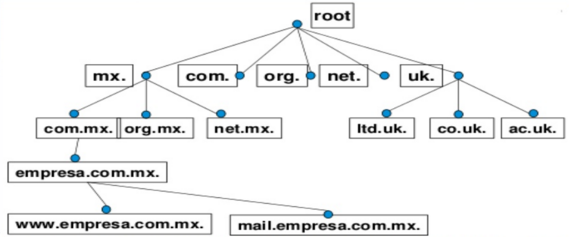 root
mx.
com.
org.
net.
uk.
com.mx.
org.mx.
net.mx.
ltd.uk.
co.uk.
ac.uk.
empresa.com.mx.
www.empresa.com.mx.
mail.empresa.com.mx.